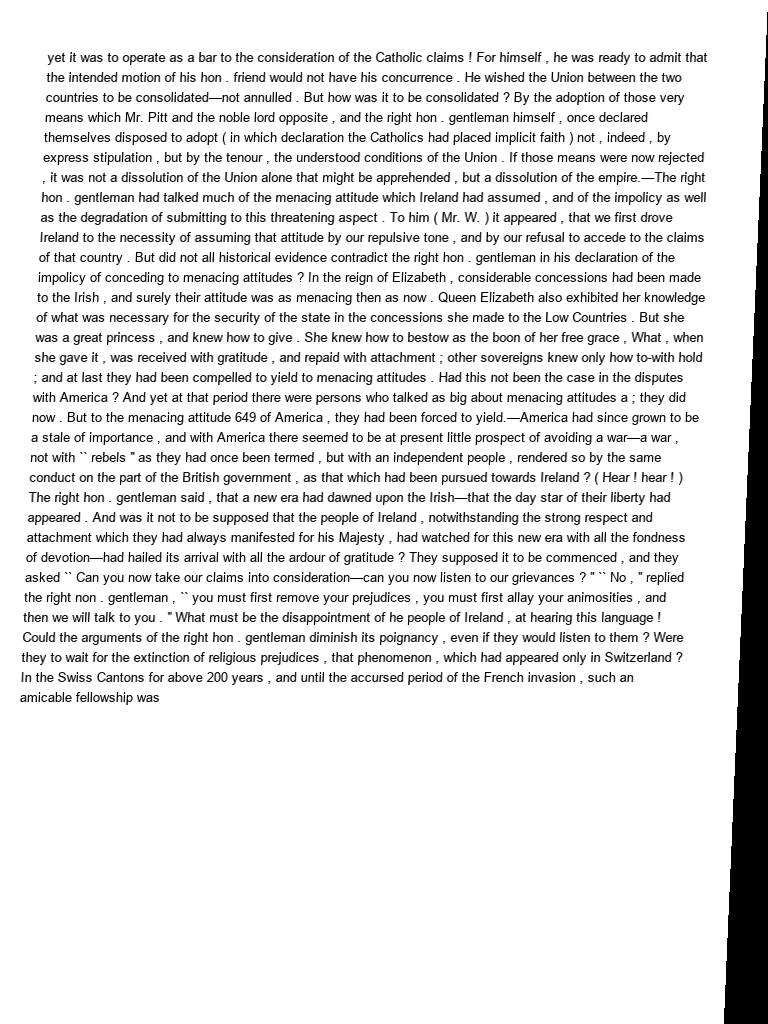 yet it was to operate as a bar to the consideration of the Catholic claims ! For himself , he was ready to admit that
the intended motion of his hon . friend would not have his concurrence . He wished the Union between the two
countries to be consolidated—not annulled . But how was it to be consolidated ? By the adoption of those very
means which Mr. Pitt and the noble lord opposite , and the right hon . gentleman himself , once declared
themselves disposed to adopt ( in which declaration the Catholics had placed implicit faith ) not , indeed , by
express stipulation , but by the tenour , the understood conditions of the Union . If those means were now rejected
, it was not a dissolution of the Union alone that might be apprehended , but a dissolution of the empire.—The right
hon . gentleman had talked much of the menacing attitude which Ireland had assumed , and of the impolicy as well
as the degradation of submitting to this threatening aspect . To him ( Mr. W. ) it appeared , that we first drove
Ireland to the necessity of assuming that attitude by our repulsive tone , and by our refusal to accede to the claims
of that country . But did not all historical evidence contradict the right hon . gentleman in his declaration of the
impolicy of conceding to menacing attitudes ? In the reign of Elizabeth , considerable concessions had been made
to the Irish , and surely their attitude was as menacing then as now . Queen Elizabeth also exhibited her knowledge
of what was necessary for the security of the state in the concessions she made to the Low Countries . But she
was a great princess , and knew how to give . She knew how to bestow as the boon of her free grace , What , when
she gave it , was received with gratitude , and repaid with attachment ; other sovereigns knew only how to-with hold
; and at last they had been compelled to yield to menacing attitudes . Had this not been the case in the disputes
with America ? And yet at that period there were persons who talked as big about menacing attitudes a ; they did
now . But to the menacing attitude 649 of America , they had been forced to yield.—America had since grown to be
a stale of importance , and with America there seemed to be at present little prospect of avoiding a war—a war ,
not with `` rebels " as they had once been termed , but with an independent people , rendered so by the same
conduct on the part of the British government , as that which had been pursued towards Ireland ? ( Hear ! hear ! )
The right hon . gentleman said , that a new era had dawned upon the Irish—that the day star of their liberty had
appeared . And was it not to be supposed that the people of Ireland , notwithstanding the strong respect and
attachment which they had always manifested for his Majesty , had watched for this new era with all the fondness
of devotion—had hailed its arrival with all the ardour of gratitude ? They supposed it to be commenced , and they
asked `` Can you now take our claims into consideration—can you now listen to our grievances ? " `` No , " replied
the right non . gentleman , `` you must first remove your prejudices , you must first allay your animosities , and
then we will talk to you . " What must be the disappointment of he people of Ireland , at hearing this language !
Could the arguments of the right hon . gentleman diminish its poignancy , even if they would listen to them ? Were
they to wait for the extinction of religious prejudices , that phenomenon , which had appeared only in Switzerland ?
In the Swiss Cantons for above 200 years , and until the accursed period of the French invasion , such an
amicable fellowship was